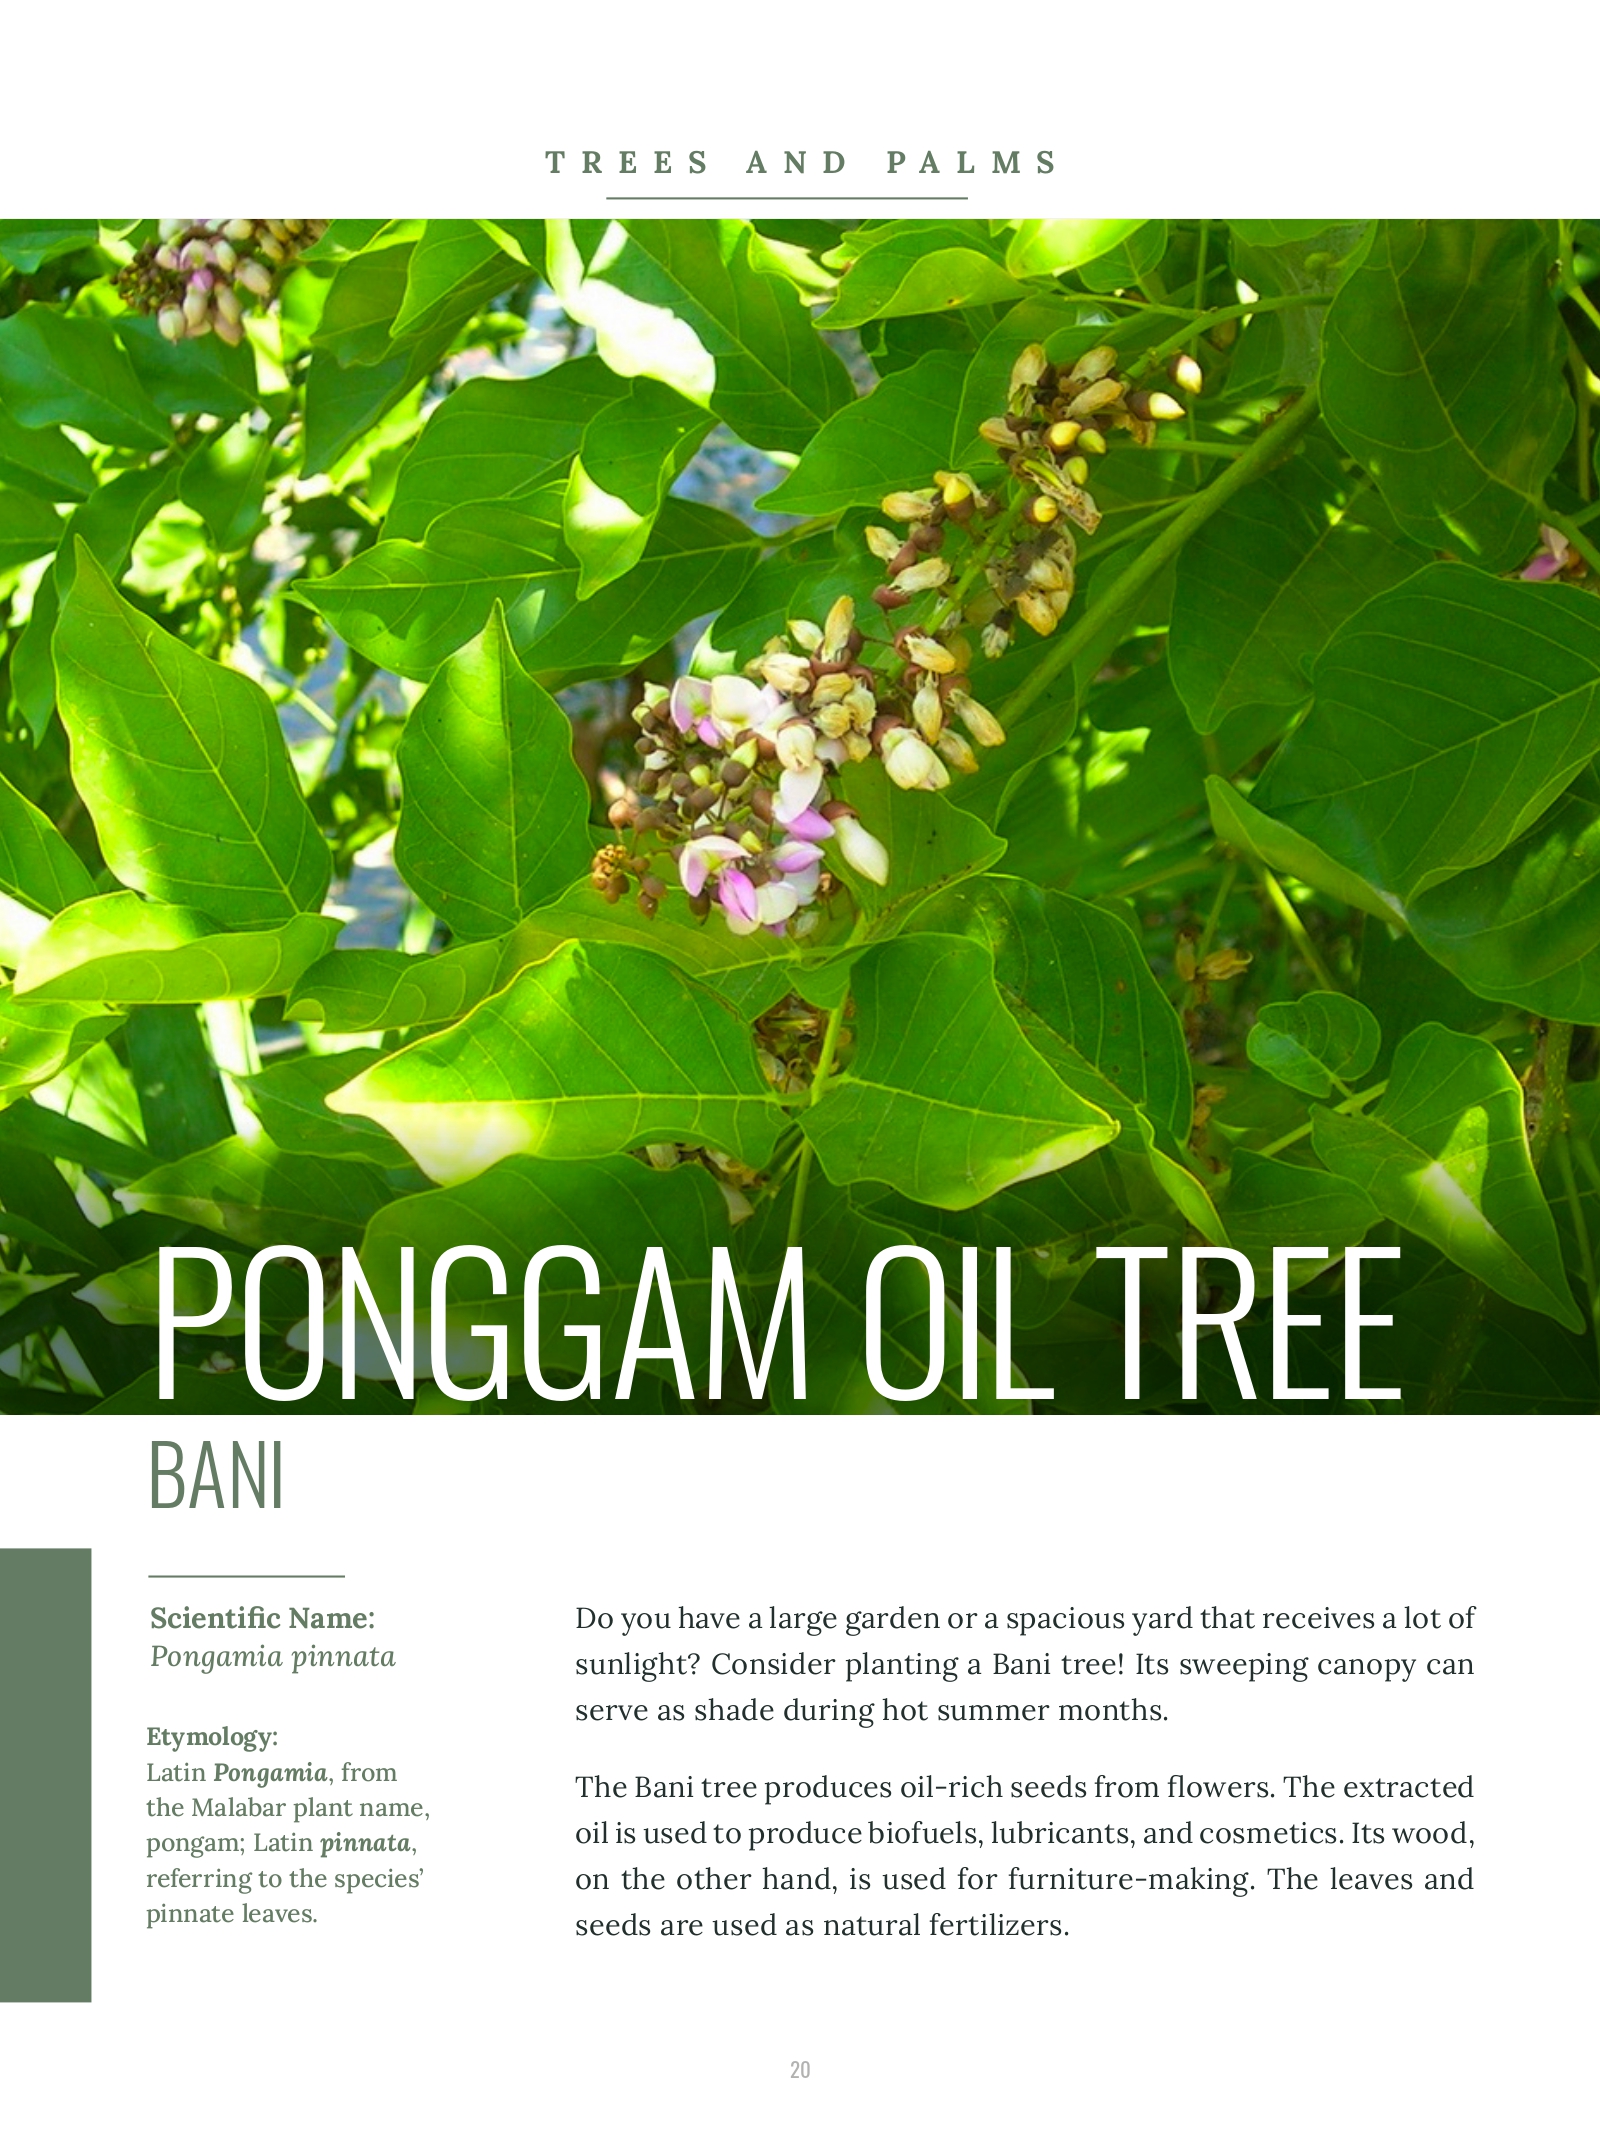 TREES AND PALMS
PONGGAM OIL TREE
BANI
Scientific Name:
Pongamia pinnata
Etymology:
Latin Pongamia, from
the Malabar plant name,
pongam; Latin pinnata,
referring to the species’
pinnate leaves.
Do you have a large garden or a spacious yard that receives a lot of
sunlight? Consider planting a Bani tree! Its sweeping canopy can
serve as shade during hot summer months.
The Bani tree produces oil-rich seeds from flowers. The extracted
oil is used to produce biofuels, lubricants, and cosmetics. Its wood,
on the other hand, is used for furniture-making. The leaves and
seeds are used as natural fertilizers.
20